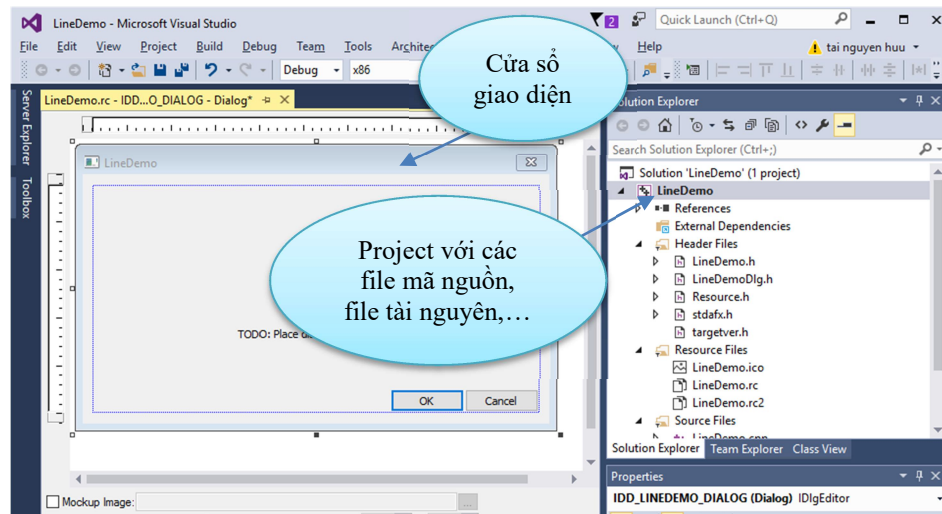 LineDemo - Microsoft Visual Studio
2
Quick Launch (Ctrl+Q)
File Edit View Project Build Debug Team Tools Help
tai nguyen huu
Debug x86
Cửa sổ
giao diện
Server Explorer
Toolbox
LineDemo.rc - IDD...O_DIALOG - Dialog*
LineDemo
Project với các
file mã nguồn,
file tài nguyên,…
TODO: Place
OK Cancel
Mockup Image:
...
Solution Explorer
Search Solution Explorer (Ctrl+;)
Solution 'LineDemo' (1 project)
LineDemo
References
External Dependencies
Header Files
LineDemo.h
LineDemoDlg.h
Resource.h
stdafx.h
targetver.h
Resource Files
LineDemo.ico
LineDemo.rc
LineDemo.rc2
Source Files
LineDemo.cpp
Solution Explorer Team Explorer Class View
Properties
IDD_LINEDEMO_DIALOG (Dialog) IDlgEditor